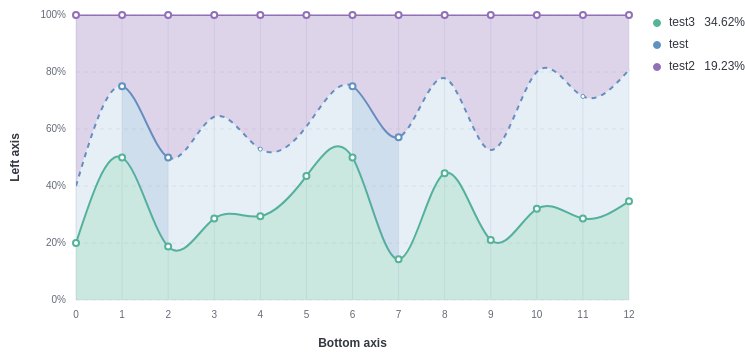 100%
80%
60%
40%
20%
0%
Left axis
0 1 2 3 4 5 6 7 8 9 10 11 12
Bottom axis
test3 34.62%
test
test2 19.23%